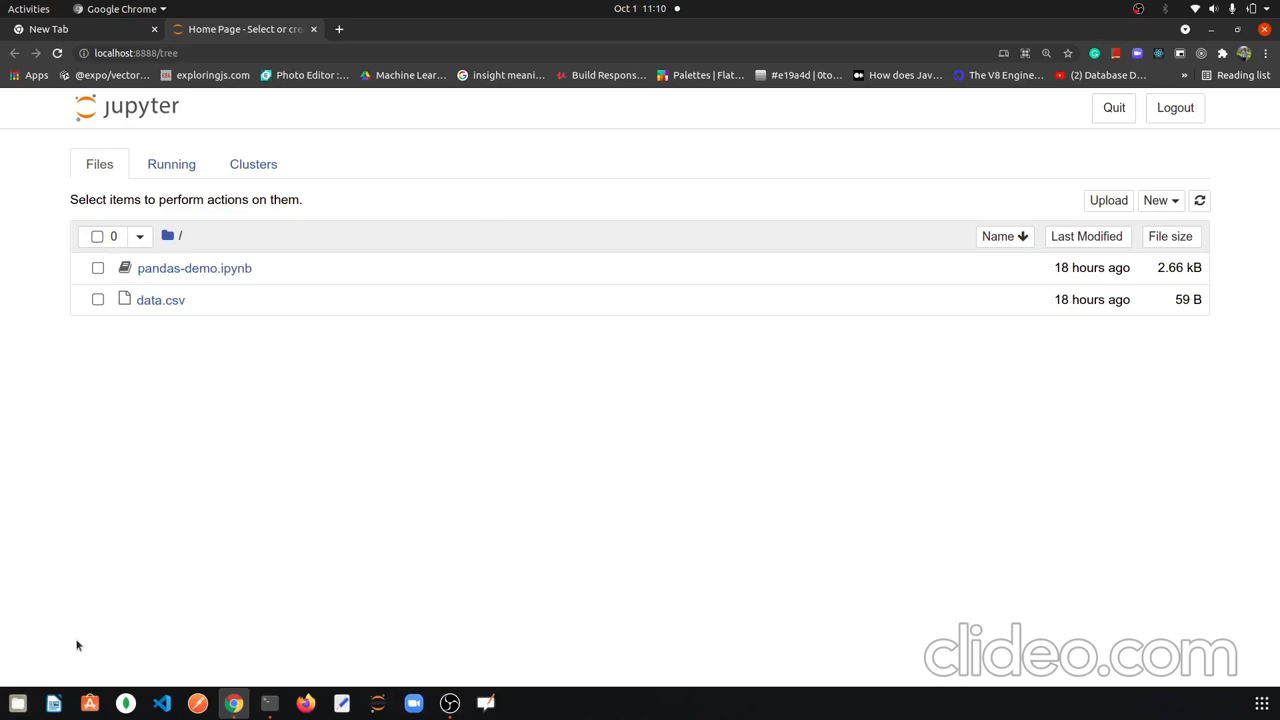 Activities Google Chrome Oct 1 11:10
New Tab Home Page - Select or cre
localhost:8888/tree
Apps @expo/vector... exploringjs.com Photo Editor :... Machine Lear... insight meani... Build Respons... Palettes | Flat... #e19a4d | 0to... How does Jav... The V8 Engine... (2) Database D... » Reading list
jupyter Quit Logout
Files Running Clusters
Select items to perform actions on them. Upload New
0 / Name Last Modified File size
pandas-demo.ipynb 18 hours ago 2.66 kB
data.csv 18 hours ago 59 B
clideo.com